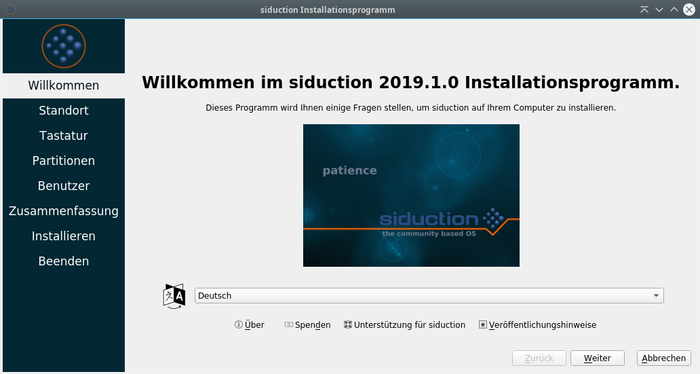 siduction Installationsprogramm
Willkommen
Standort
Tastatur
Partitionen
Benutzer
Zusammenfassung
Installieren
Beenden
Willkommen im siduction 2019.1.0 Installationsprogramm.
Dieses Programm wird Ihnen einige Fragen stellen, um siduction auf Ihrem Computer zu installieren.
patience
siduction
the community based OS
Deutsch
Über Spenden Unterstützung für siduction Veröffentlichungshinweise
Zurück Weiter Abbrechen